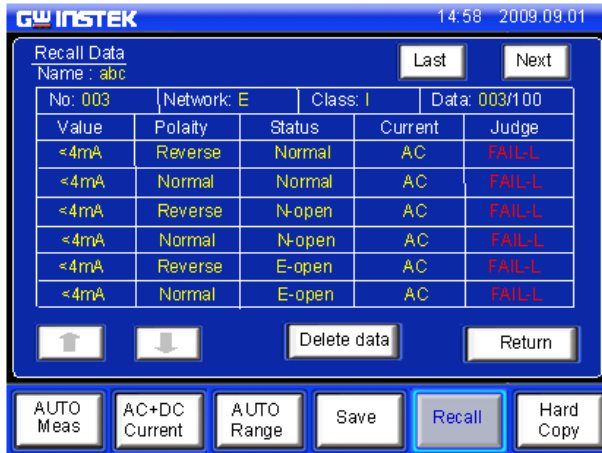 GWINSTEK 14:58 2009.09.01
Recall Data Last Next
Name : abc
No: 003 Network: E Class: I Data: 003/100
Value Polaity Status Current Judge
<4mA Reverse Normal AC FAIL-L
<4mA Normal Normal AC FAIL-L
<4mA Reverse N-open AC FAIL-L
<4mA Normal N-open AC FAIL-L
<4mA Reverse E-open AC FAIL-L
<4mA Normal E-open AC FAIL-L
Delete data Return
AUTO Meas AC+DC Current AUTO Range Save Recall Hard Copy